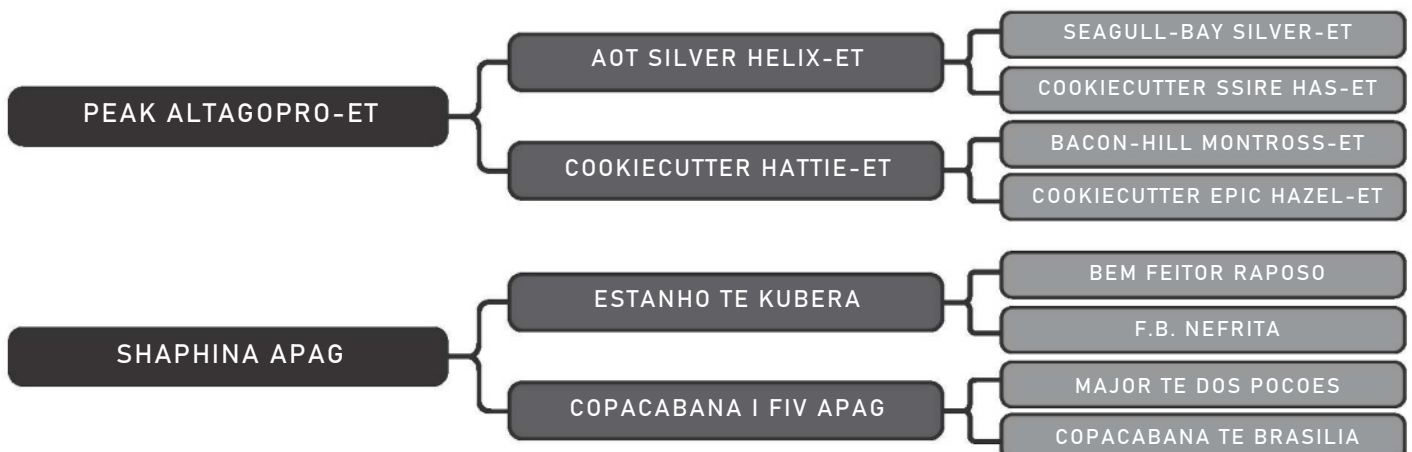 PEAK ALTAGOPRO-ET
AOT SILVER HELIX-ET
SEAGULL-BAY SILVER-ET
COOKIECUTTER SSIRE HAS-ET
COOKIECUTTER HATTIE-ET
BACON-HILL MONTROSS-ET
COOKIECUTTER EPIC HAZEL-ET
SHAPHINA APAG
ESTANHO TE KUBERA
BEM FEITOR RAPOSO
F.B. NEFRITA
COPACABANA I FIV APAG
MAJOR TE DOS POCOES
COPACABANA TE BRASILIA